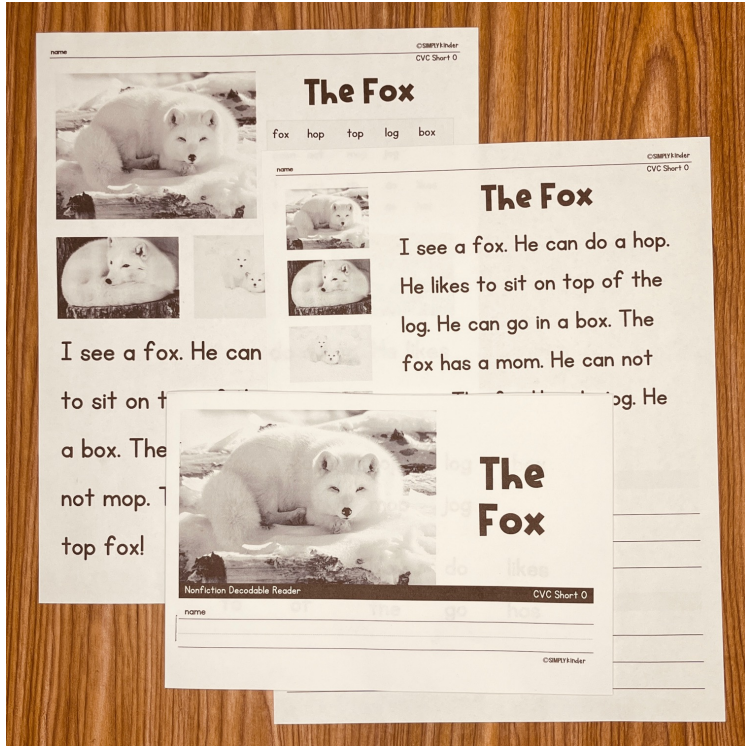 name
©SIMPLYkinder
CVC Short O
The Fox
fox hop top log box
I see a fox. He can
to sit on
a box. The
not mop.
top fox!
name
©SIMPLYkinder
CVC Short O
The Fox
I see a fox. He can do a hop.
He likes to sit on top of the
log. He can go in a box. The
fox has a mom. He can not
He
The
Fox
Nonfiction Decodable Reader
CVC Short O
name
©SIMPLYkinder